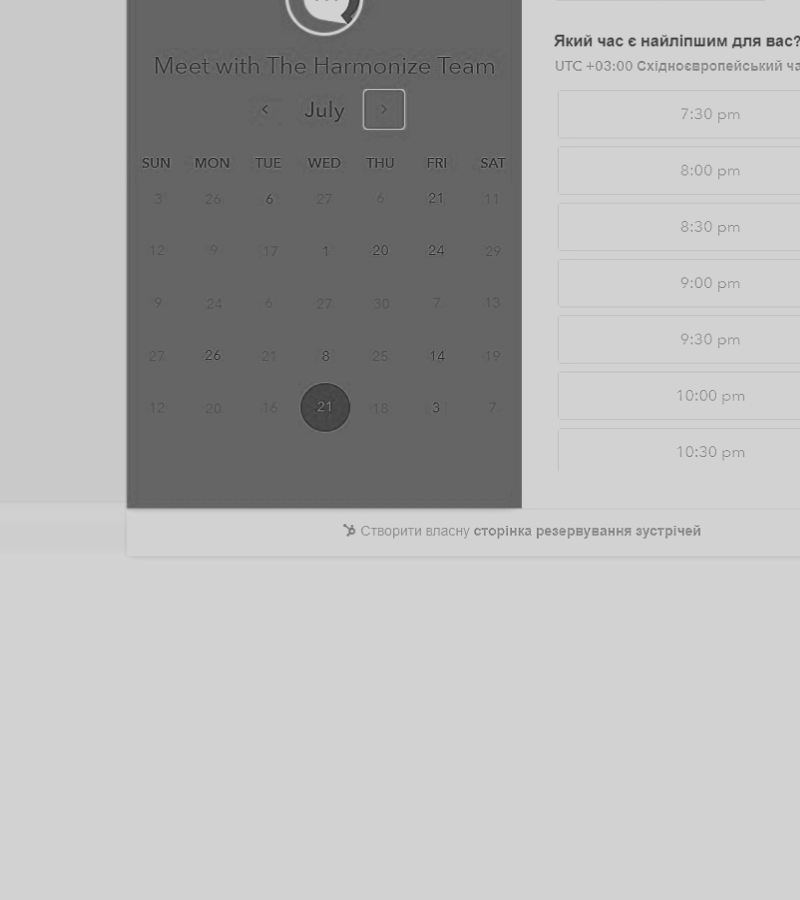 Meet with The Harmonize Team
July
SUN MON TUE WED THU FRI SAT
3 26 6 27 6 21 11
12 9 17 1 20 24 29
9 24 6 27 30 7 13
27 26 21 8 25 14 19
12 20 16 21 18 3 7
Який час є найліпшим для вас?
UTC +03:00 Східноєвропейський ча
7:30 pm
8:00 pm
8:30 pm
9:00 pm
9:30 pm
10:00 pm
10:30 pm
Створити власну сторінка резервування зустрічей